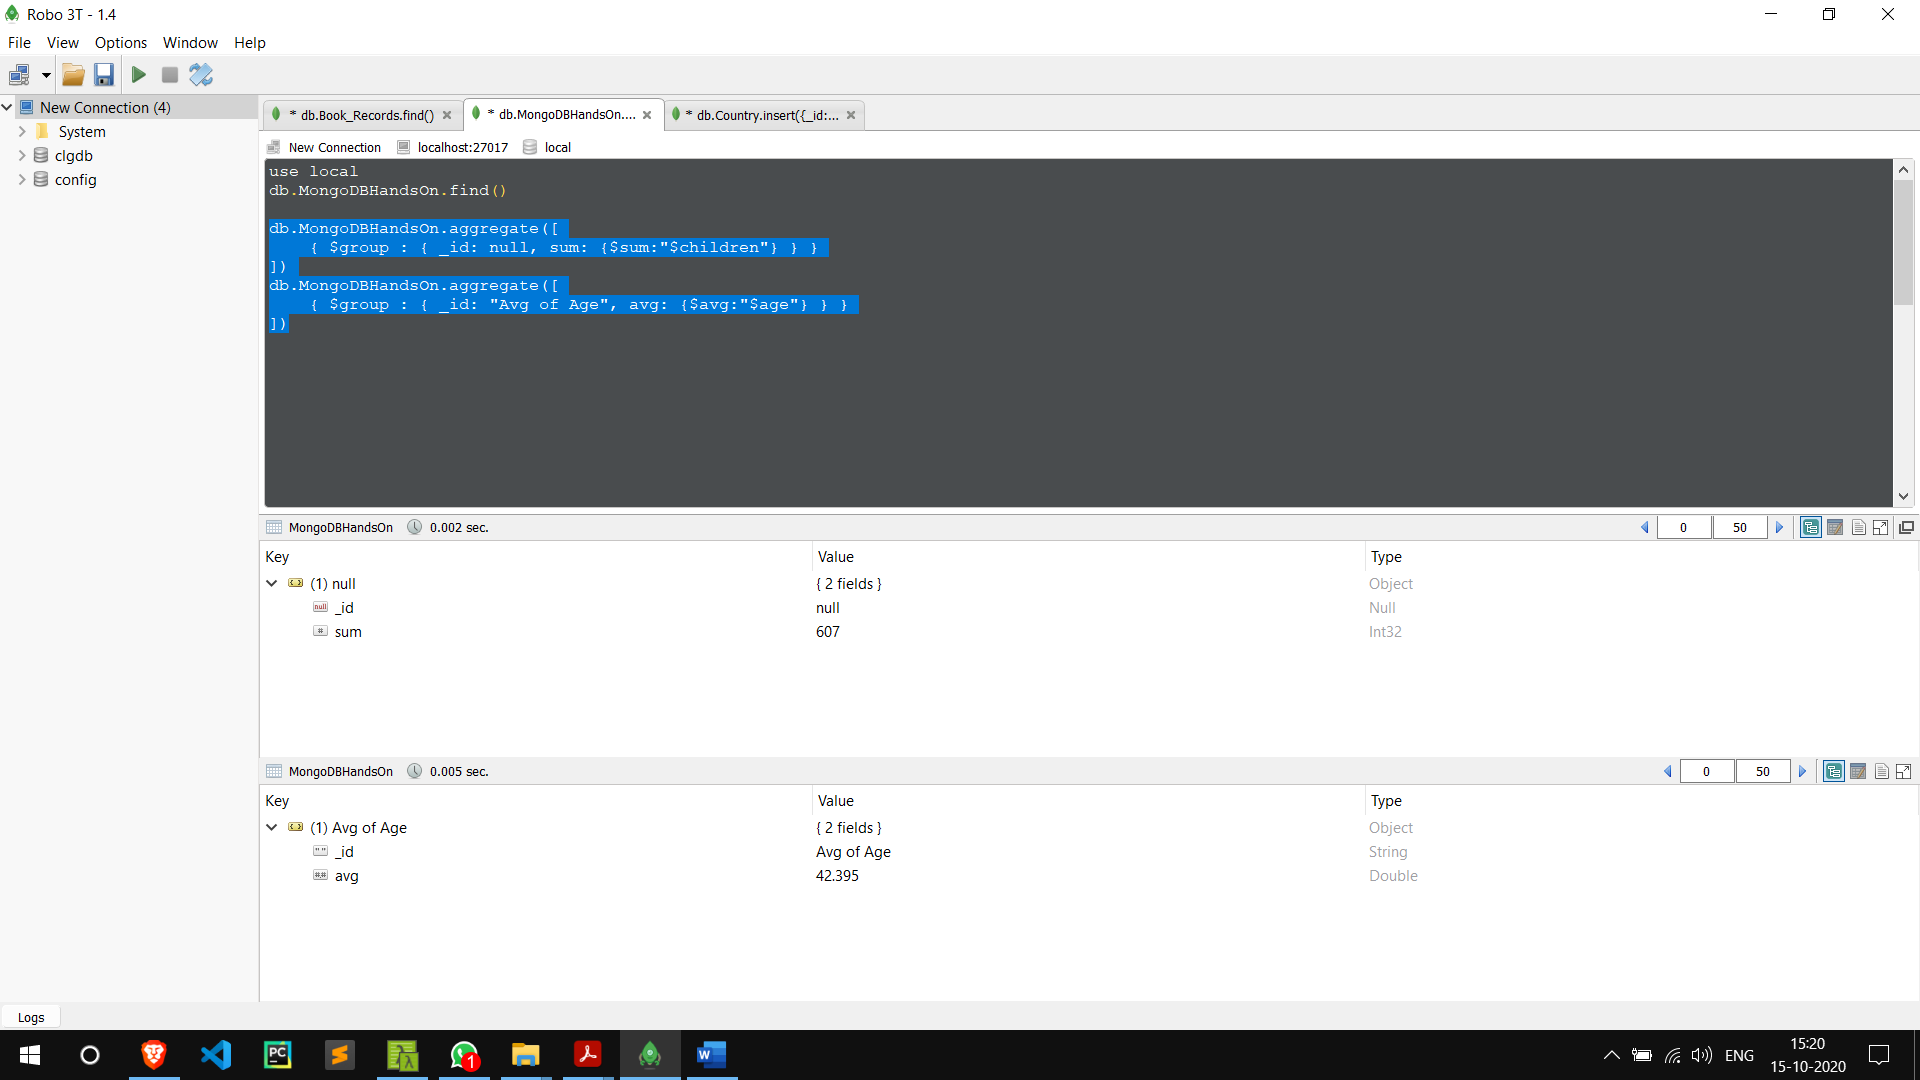 Robo 3T - 1.4
File View Options Window Help
New Connection (4)
System
clgdb
config
* db.Book_Records.find()
* db.MongoDBHandsOn....
* db.Country.insert({_id:...
New Connection localhost:27017 local
use local
db.MongoDBHandsOn.find()
db.MongoDBHandsOn.aggregate([
{ $group : { _id: null, sum: {$sum:"$children"} } }
])
db.MongoDBHandsOn.aggregate([
{ $group : { _id: "Avg of Age", avg: {$avg:"$age"} } }
])
MongoDBHandsOn 0.002 sec. 0 50
Key Value Type
(1) null { 2 fields } Object
null _id null Null
# sum 607 Int32
MongoDBHandsOn 0.005 sec. 0 50
Key Value Type
(1) Avg of Age { 2 fields } Object
"" _id Avg of Age String
#.# avg 42.395 Double
Logs
PC
1
W
ENG
15:20
15-10-2020